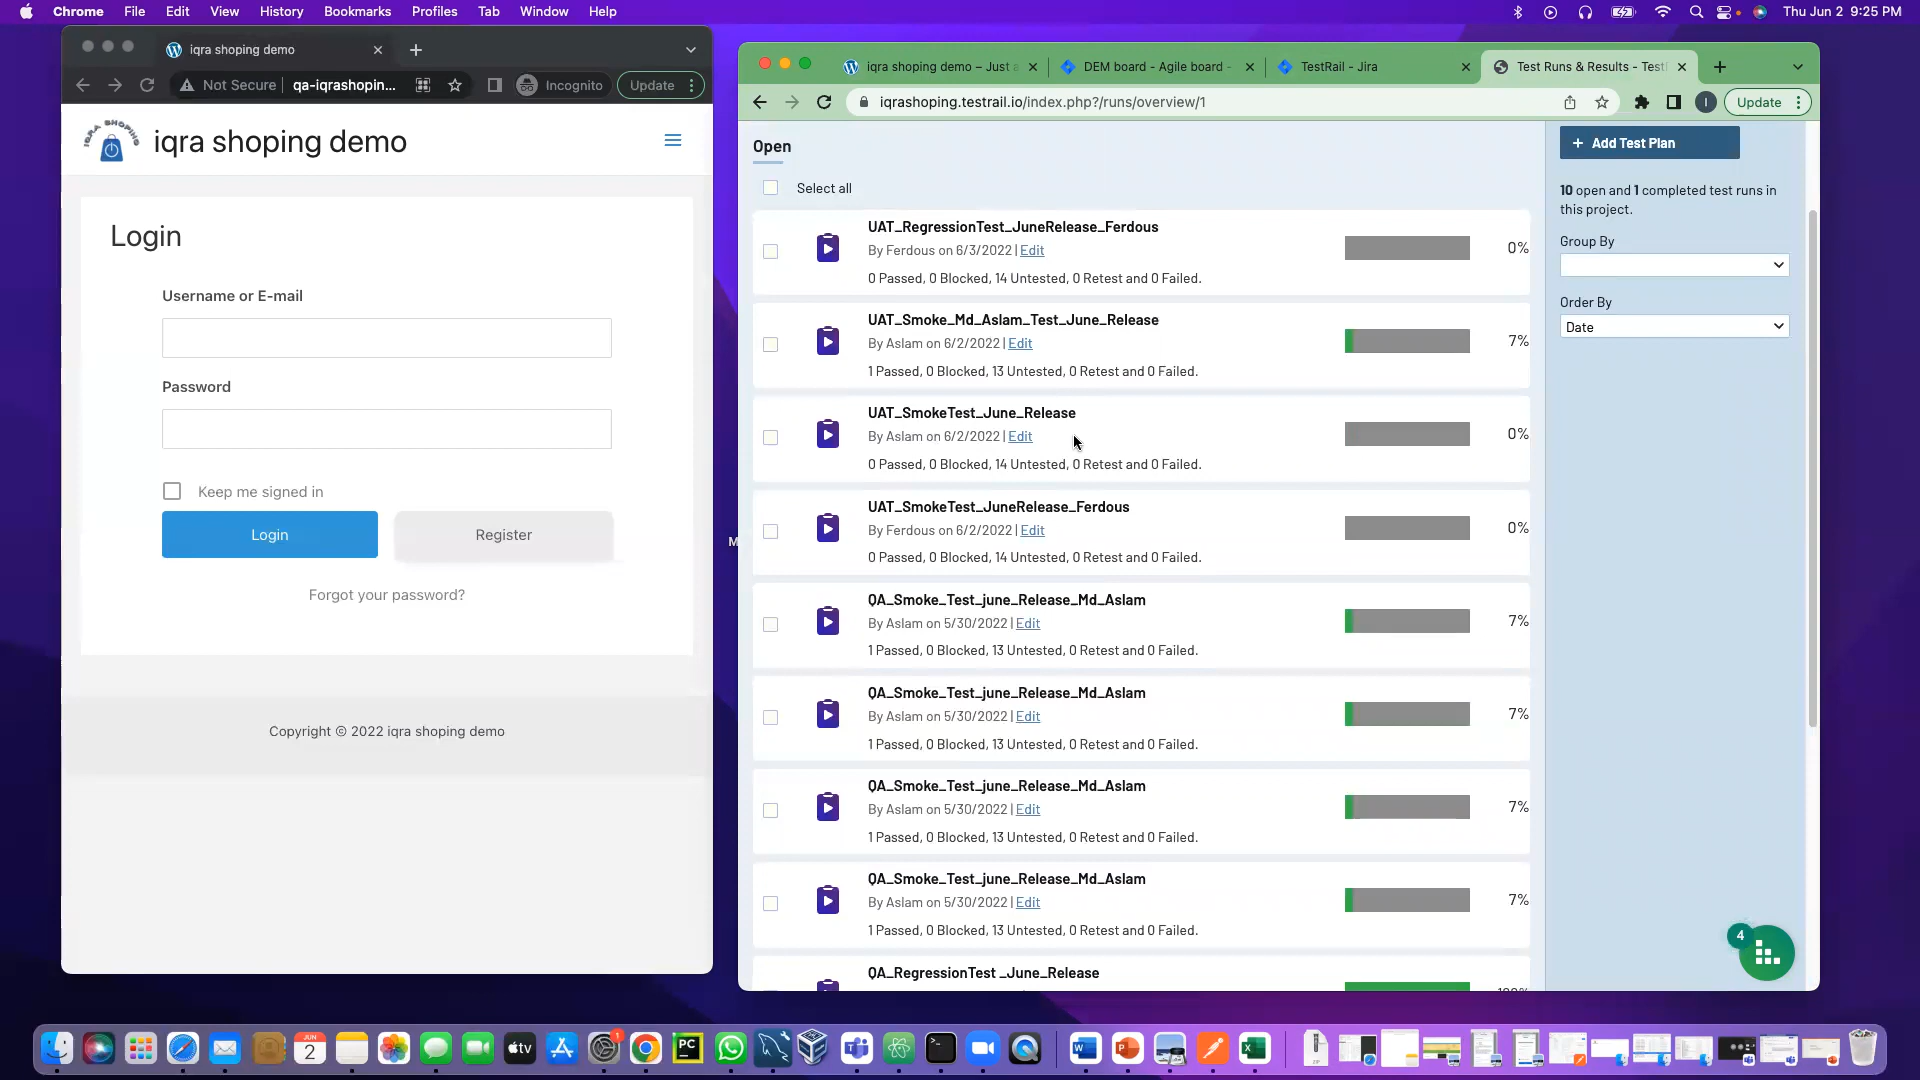 Chrome File Edit View History Bookmarks Profiles Tab Window Help Thu Jun 2 9:25 PM
iqra shoping demo
Not Secure qa-iqrashopin... Incognito Update
IQRA SHOPING
iqra shoping demo
Login
Username or E-mail
Password
Keep me signed in
Login Register
Forgot your password?
Copyright © 2022 iqra shoping demo
M
iqra shoping demo – Just a DEM board - Agile board - TestRail - Jira Test Runs & Results - Test
iqrashoping.testrail.io/index.php?/runs/overview/1 I Update
Open
Select all
UAT_RegressionTest_JuneRelease_Ferdous
By Ferdous on 6/3/2022 | Edit
0%
0 Passed, 0 Blocked, 14 Untested, 0 Retest and 0 Failed.
UAT_Smoke_Md_Aslam_Test_June_Release
By Aslam on 6/2/2022 | Edit
7%
1 Passed, 0 Blocked, 13 Untested, 0 Retest and 0 Failed.
UAT_SmokeTest_June_Release
By Aslam on 6/2/2022 | Edit
0%
0 Passed, 0 Blocked, 14 Untested, 0 Retest and 0 Failed.
UAT_SmokeTest_JuneRelease_Ferdous
By Ferdous on 6/2/2022 | Edit
0%
0 Passed, 0 Blocked, 14 Untested, 0 Retest and 0 Failed.
QA_Smoke_Test_june_Release_Md_Aslam
By Aslam on 5/30/2022 | Edit
7%
1 Passed, 0 Blocked, 13 Untested, 0 Retest and 0 Failed.
QA_Smoke_Test_june_Release_Md_Aslam
By Aslam on 5/30/2022 | Edit
7%
1 Passed, 0 Blocked, 13 Untested, 0 Retest and 0 Failed.
QA_Smoke_Test_june_Release_Md_Aslam
By Aslam on 5/30/2022 | Edit
7%
1 Passed, 0 Blocked, 13 Untested, 0 Retest and 0 Failed.
QA_Smoke_Test_june_Release_Md_Aslam
By Aslam on 5/30/2022 | Edit
7%
1 Passed, 0 Blocked, 13 Untested, 0 Retest and 0 Failed.
QA_RegressionTest _June_Release
100%
+ Add Test Plan
10 open and 1 completed test runs in
this project.
Group By
Order By
Date
4
JUN
2
tv
1
PC
W
P
X